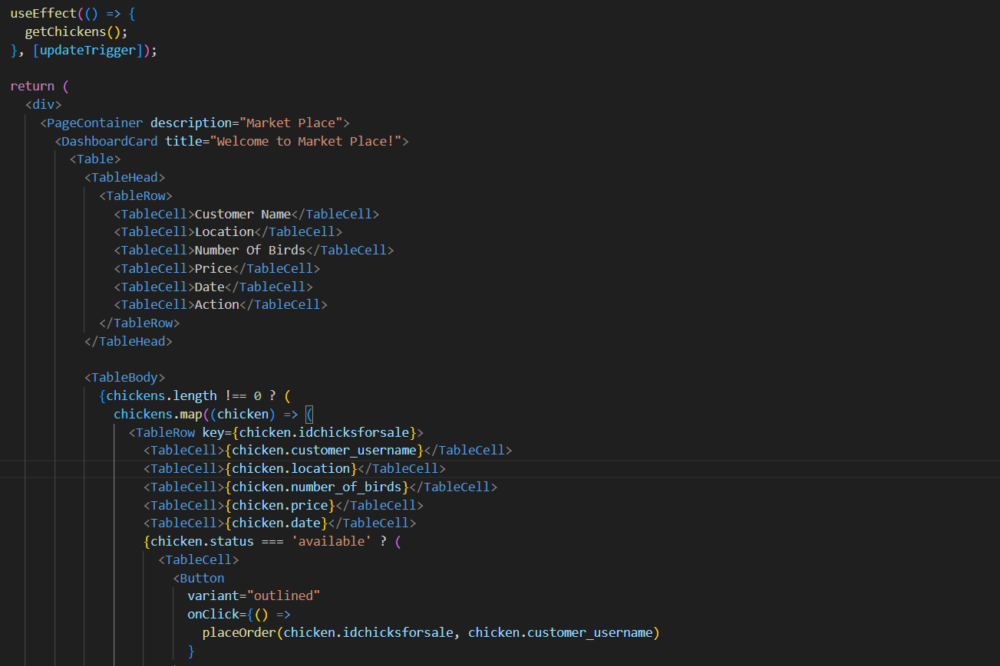 useEffect(() => {
  getChickens();
}, [updateTrigger]);

return (
  <div>
    <PageContainer description="Market Place">
      <DashboardCard title="Welcome to Market Place!">
        <Table>
          <TableHead>
            <TableRow>
              <TableCell>Customer Name</TableCell>
              <TableCell>Location</TableCell>
              <TableCell>Number Of Birds</TableCell>
              <TableCell>Price</TableCell>
              <TableCell>Date</TableCell>
              <TableCell>Action</TableCell>
            </TableRow>
          </TableHead>

          <TableBody>
            {chickens.length !== 0 ? (
              chickens.map((chicken) => (
                <TableRow key={chicken.idchicksforsale}>
                  <TableCell>{chicken.customer_username}</TableCell>
                  <TableCell>{chicken.location}</TableCell>
                  <TableCell>{chicken.number_of_birds}</TableCell>
                  <TableCell>{chicken.price}</TableCell>
                  <TableCell>{chicken.date}</TableCell>
                  {chicken.status === 'available' ? (
                    <TableCell>
                      <Button
                        variant="outlined"
                        onClick={() =>
                          placeOrder(chicken.idchicksforsale, chicken.customer_username)
                        }